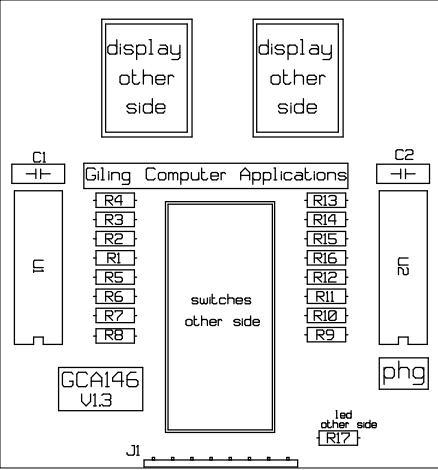 display
other
side
display
other
side
C1
C2
Giling Computer Applications
R4
R3
R2
R1
R5
R6
R7
R8
R13
R14
R15
R16
R12
R11
R10
R9
U1
U2
switches
other side
GCA146
V1.3
phg
led
other side
R17
J1